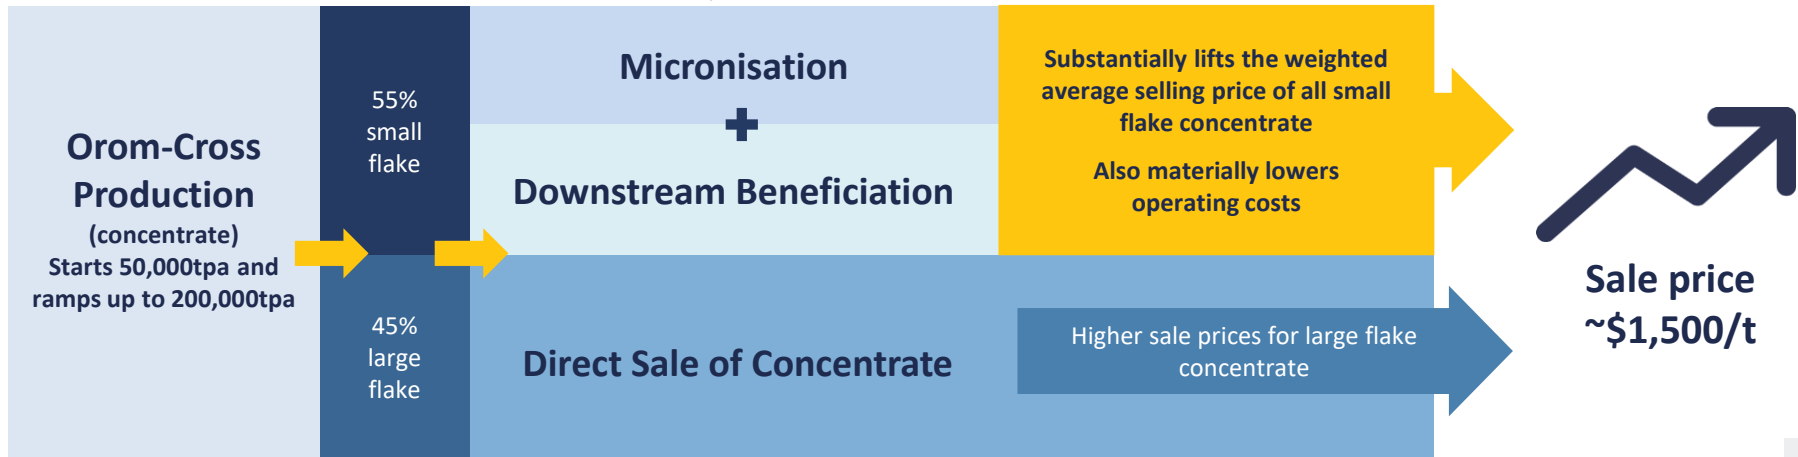 Orom-Cross
Production
(concentrate)
Starts 50,000tpa and
ramps up to 200,000tpa
55%
small
flake
45%
large
flake
Micronisation
+
Downstream Beneficiation
Direct Sale of Concentrate
Substantially lifts the weighted
average selling price of all small
flake concentrate
Also materially lowers
operating costs
Higher sale prices for large flake
concentrate
Sale price
~$1,500/t